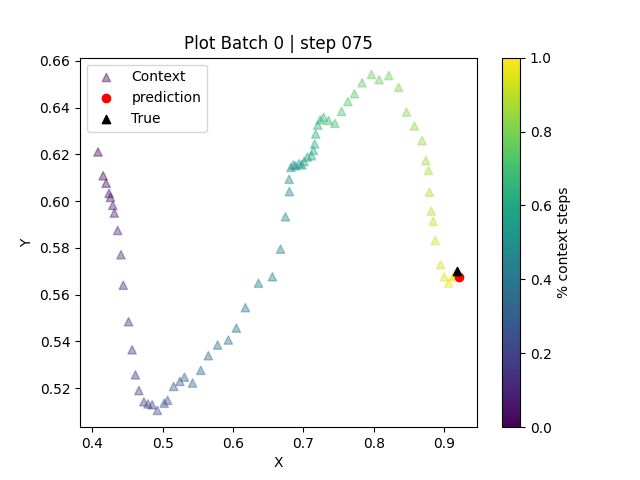 Plot Batch 0 | step 075
Context
prediction
True
0.66
0.64
0.62
0.60
0.58
0.56
0.54
0.52
Y
0.4 0.5 0.6 0.7 0.8 0.9
X
1.0
0.8
0.6
0.4
0.2
0.0
% context steps